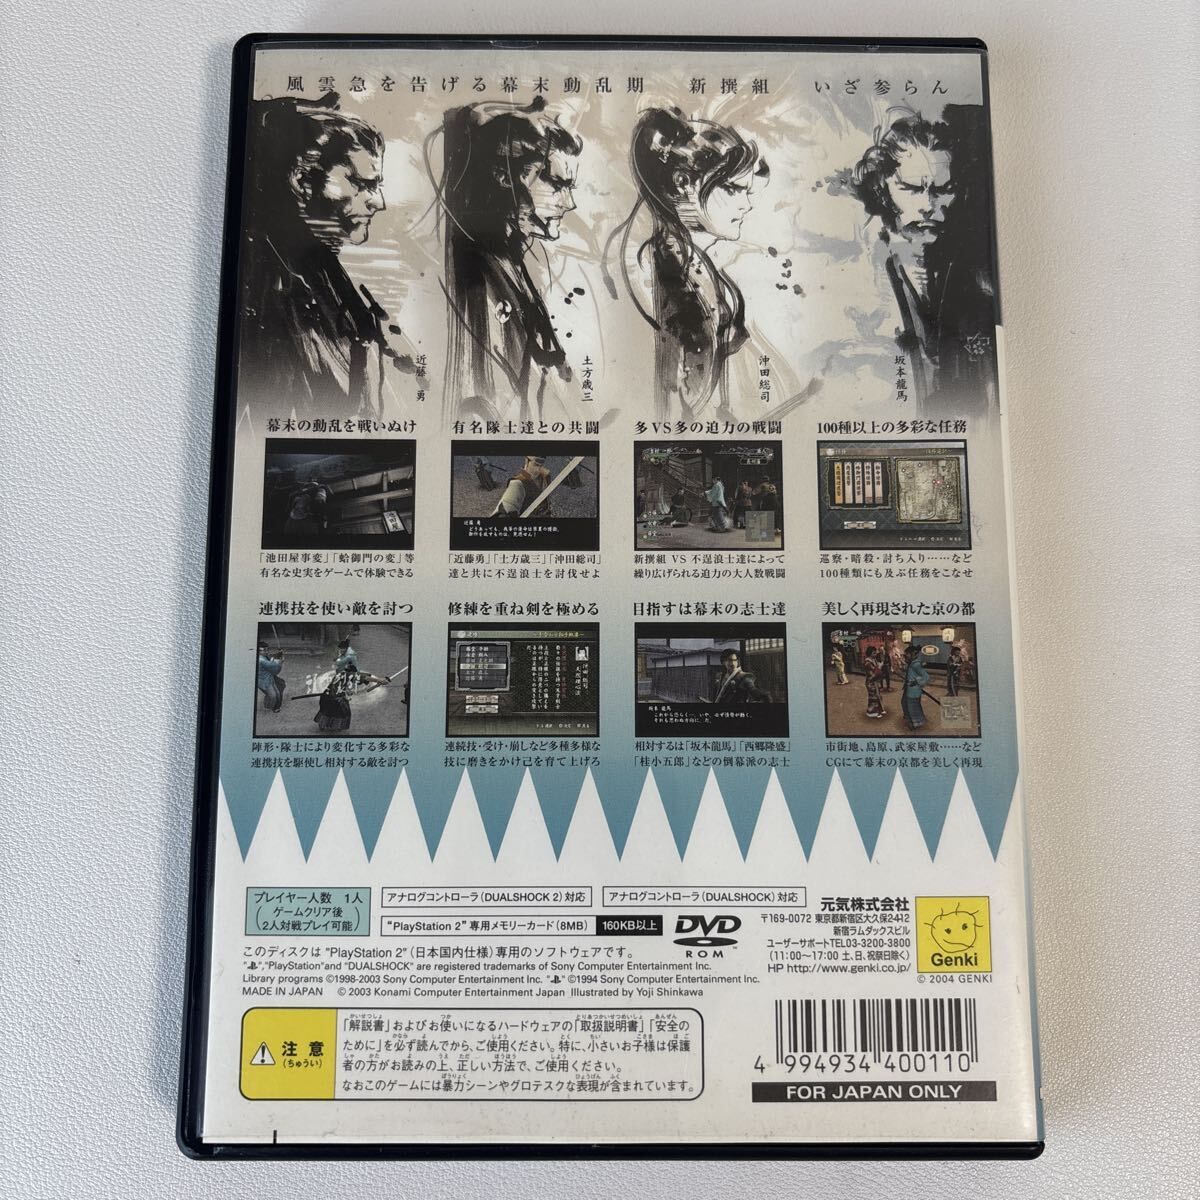 風雲急を告げる幕末動乱期 新撰組 いざ参らん
近藤 勇
土方歳三
沖田総司
坂本龍馬
幕末の動乱を戦いぬけ
「池田屋事変」「蛤御門の変」等
有名な史実をゲームで体験できる
有名隊士達との共闘
近藤 勇
「近藤勇」「土方歳三」「沖田総司」
達と共に不逞浪士を討伐せよ
多VS多の迫力の戦闘
新撰組 VS 不逞浪士達によって
繰り広げられる迫力の大人数戦闘
100種以上の多彩な任務
巡察・暗殺・討ち入り……など
100種類にも及ぶ任務をこなせ
連携技を使い敵を討つ
陣形・隊士により変化する多彩な
連携技を駆使し相対する敵を討つ
修練を重ね剣を極める
連続技・受け・崩しなど多種多様な
技に磨きをかけ己を育て上げろ
目指すは幕末の志士達
坂本 龍馬
相対するは「坂本龍馬」「西郷隆盛」
「桂小五郎」などの倒幕派の志士
美しく再現された京の都
市街地、島原、武家屋敷……など
CGにて幕末の京都を美しく再現
プレイヤー人数 1人
(ゲームクリア後
2人対戦プレイ可能)
アナログコントローラ(DUALSHOCK 2)対応
アナログコントローラ(DUALSHOCK)対応
"PlayStation 2"専用メモリーカード(8MB) 160KB以上
DVD
ROM
このディスクは "PlayStation 2"(日本国内仕様)専用のソフトウェアです。
"PS","PlayStation"and "DUALSHOCK" are registered trademarks of Sony Computer Entertainment Inc.
Library programs ©1998-2003 Sony Computer Entertainment Inc. "PS" ©1994 Sony Computer Entertainment Inc.
MADE IN JAPAN © 2003 Konami Computer Entertainment Japan Illustrated by Yoji Shinkawa
元気株式会社
〒169-0072 東京都新宿区大久保2-4-12
新宿ラムダックスビル
ユーザーサポートTEL03-3200-3800
(11:00〜17:00 土、日、祝祭日除く)
HP http://www.genki.co.jp/
Genki
© 2004 GENKI
注意
(ちゅうい)
「解説書」およびお使いになるハードウェアの「取扱説明書」「安全の
ために」を必ず読んでから、ご使用ください。特に、小さいお子様は保護
者の方がお読みの上、正しい方法で、ご使用ください。
なおこのゲームには暴力シーンやグロテスクな表現が含まれています。
4 994934 400110
FOR JAPAN ONLY